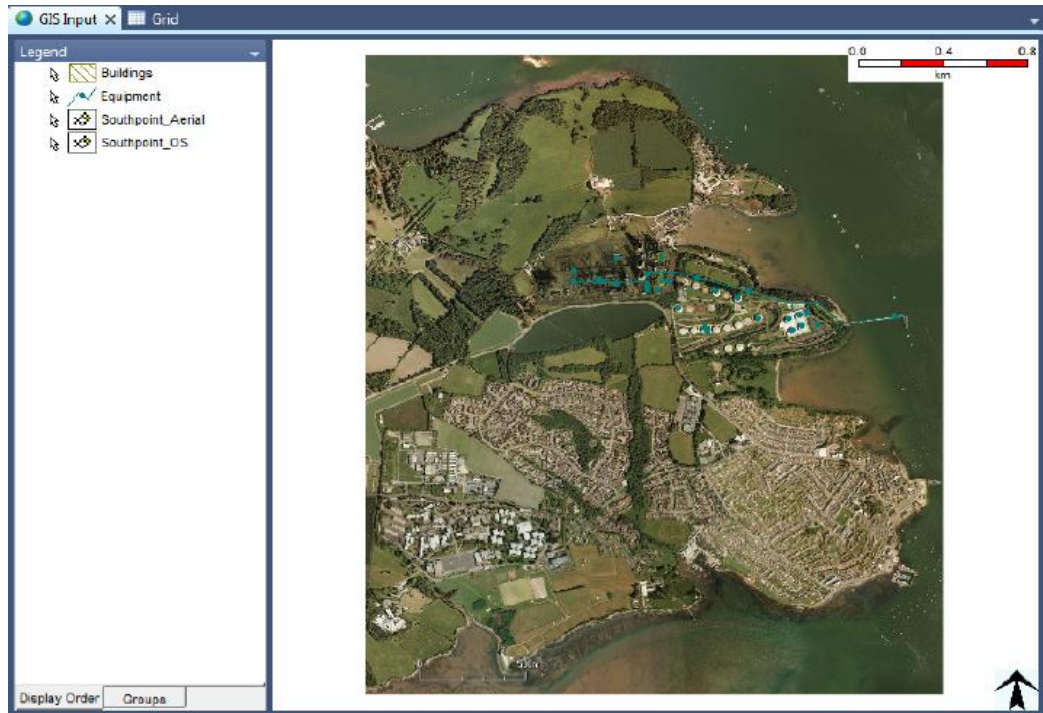 GIS Input
Grid
Legend
Buildings
Equipment
Southpoint_Aerial
Southpoint_OS
0.0 0.4 0.8
km
Display Order
Groups